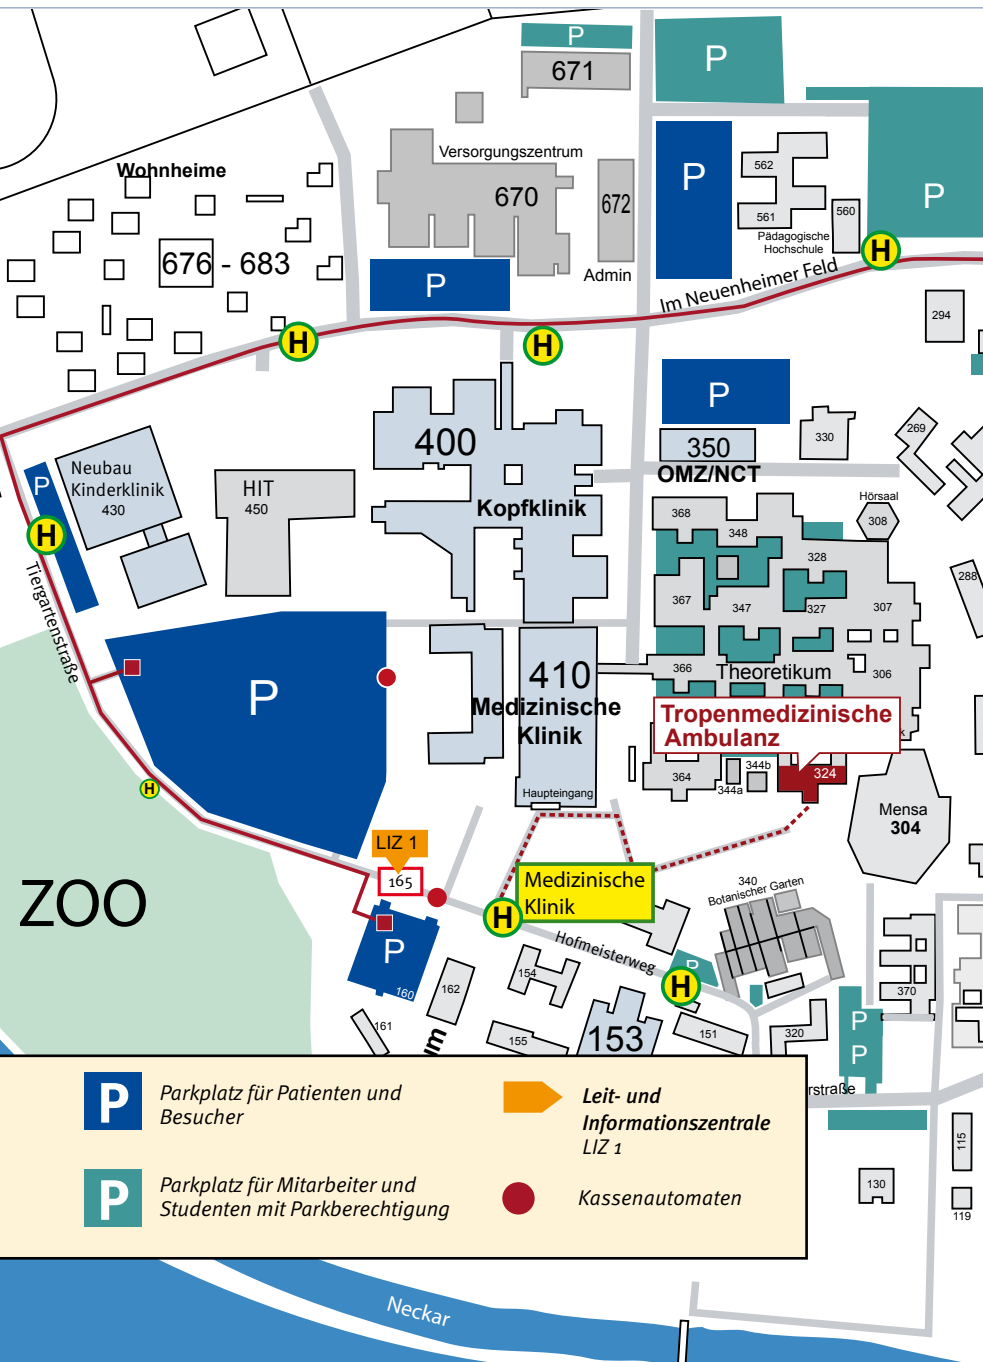 P
671
P
Versorgungszentrum
Wohnheime
562
P
670
P
672
561
560
Pädagogische
Hochschule
H
676 - 683
Admin
P
Im Neuenheimer Feld
294
H
H
P
400
269
330
350
OMZ/NCT
Neubau
Kinderklinik
430
P
HIT
450
Kopfklinik
Hörsaal
308
368
348
H
328
Tiergartenstraße
288
367
347
327
307
410
366
Theoretikum
306
P
Medizinische
Klinik
Tropenmedizinische
Ambulanz
k
364
344b
344a
324
H
Haupteingang
Mensa
304
LIZ 1
165
Medizinische
Klinik
340
Botanischer Garten
ZOO
H
Hofmeisterweg
P
P
H
154
160
162
370
161
155
153
151
320
P
P
um
rstraße
P
Parkplatz für Patienten und
Besucher
Leit- und
Informationszentrale
LIZ 1
P
Parkplatz für Mitarbeiter und
Studenten mit Parkberechtigung
Kassenautomaten
115
130
119
Neckar